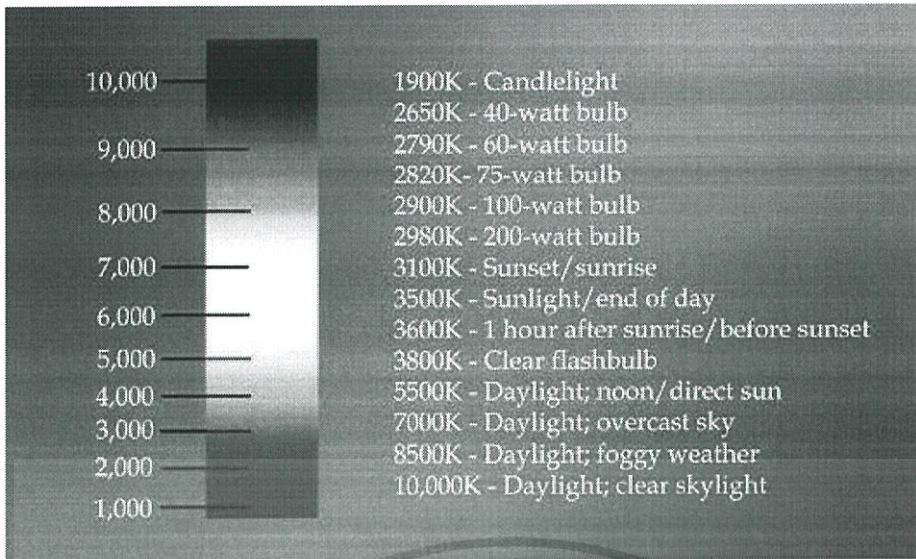 10,000
9,000
8,000
7,000
6,000
5,000
4,000
3,000
2,000
1,000
1900K - Candlelight
2650K - 40-watt bulb
2790K - 60-watt bulb
2820K- 75-watt bulb
2900K - 100-watt bulb
2980K - 200-watt bulb
3100K - Sunset/sunrise
3500K - Sunlight/end of day
3600K - 1 hour after sunrise/before sunset
3800K - Clear flashbulb
5500K - Daylight; noon/direct sun
7000K - Daylight; overcast sky
8500K - Daylight; foggy weather
10,000K - Daylight; clear skylight